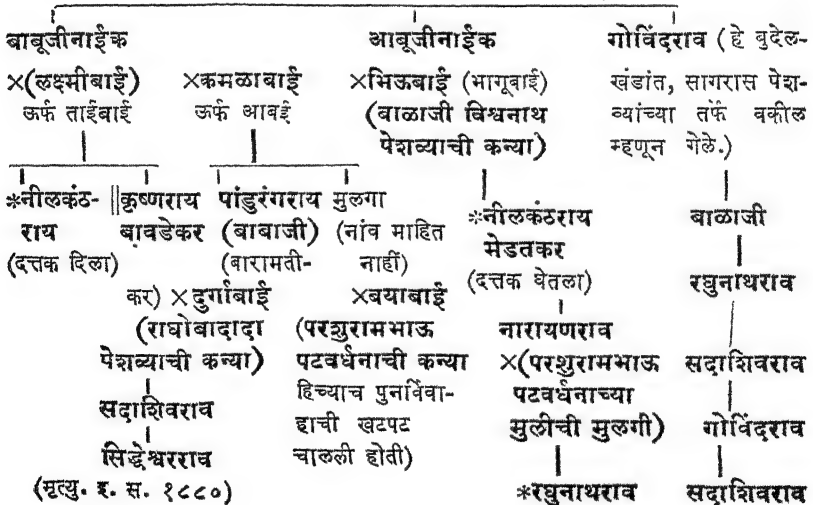 बाबूजीनाईक आबूजीनाईक गोविंदराव (हे बुदेल-
×(लक्ष्मीबाई) ×कमळाबाई ×भिऊबाई (भागूबाई) खंडांत, सागरास पेश-
ऊर्फ ताईबाई ऊर्फ आवई (बाळाजी विश्वनाथ व्यांच्या तर्फे वकील
पेशव्याची कन्या) म्हणून गेले.)
*नीलकंठ- ||कृष्णराय पांडुरंगराय मुलगा
*नीलकंठराय बाळाजी
राय बावडेकर (बाबाजी) (नांव माहित
मेडतकर
(दत्तक दिला) (बारामती- नाहीं) (दत्तक घेतला) रघुनाथराव
कर) ×दुर्गाबाई ×बयाबाई
(राघोबादादा (परशुरामभाऊ नारायणराव
पेशव्याची कन्या) पटवर्धनाची कन्या ×(परशुरामभाऊ सदाशिवराव
हिच्याच पुनर्विवा- पटवर्धनाच्या
सदाशिवराव हाची खटपट मुलीची मुलगी) गोविंदराव
सिद्धेश्वरराव चालली होती)
(मृत्यु. इ. स. १८८०) *रघुनाथराव सदाशिवराव